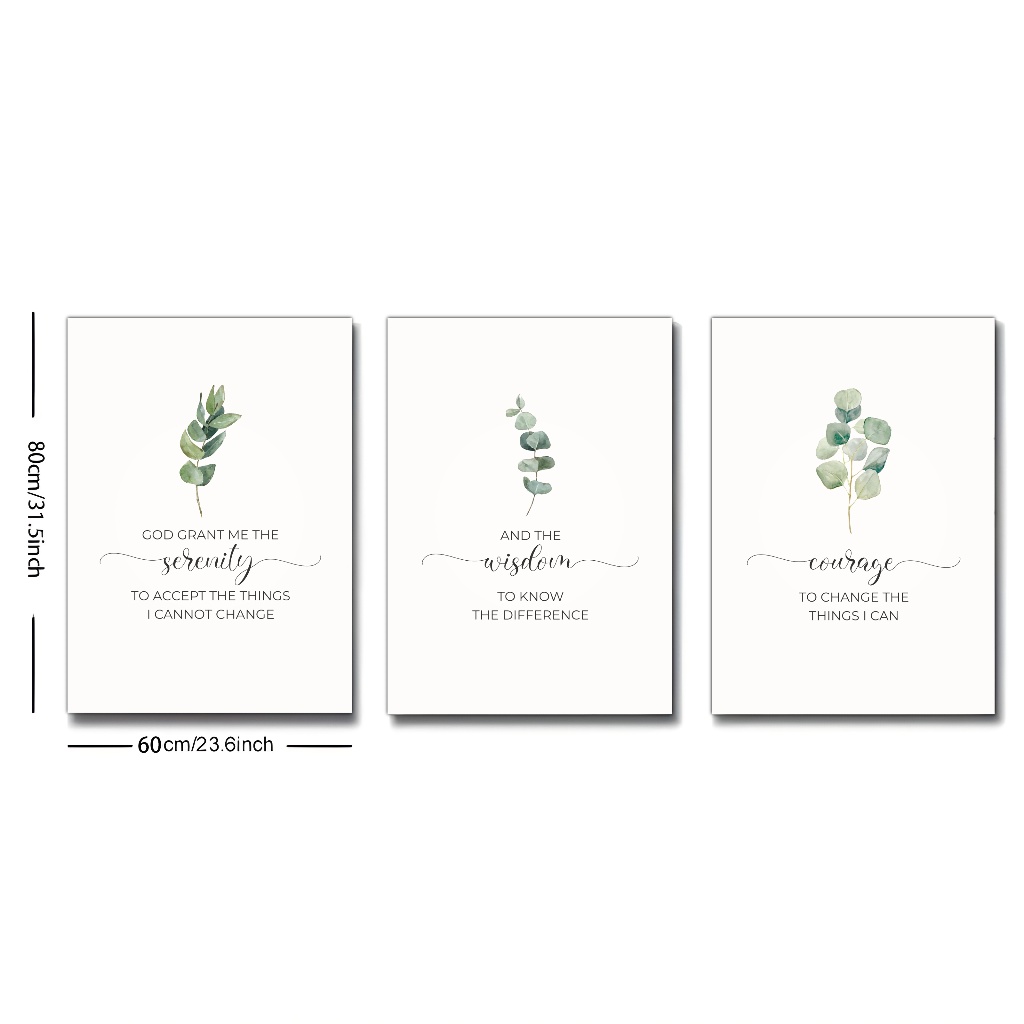 80cm/31.5inch
GOD GRANT ME THE
serenity
TO ACCEPT THE THINGS
I CANNOT CHANGE
AND THE
wisdom
TO KNOW
THE DIFFERENCE
courage
TO CHANGE THE
THINGS I CAN
60cm/23.6inch